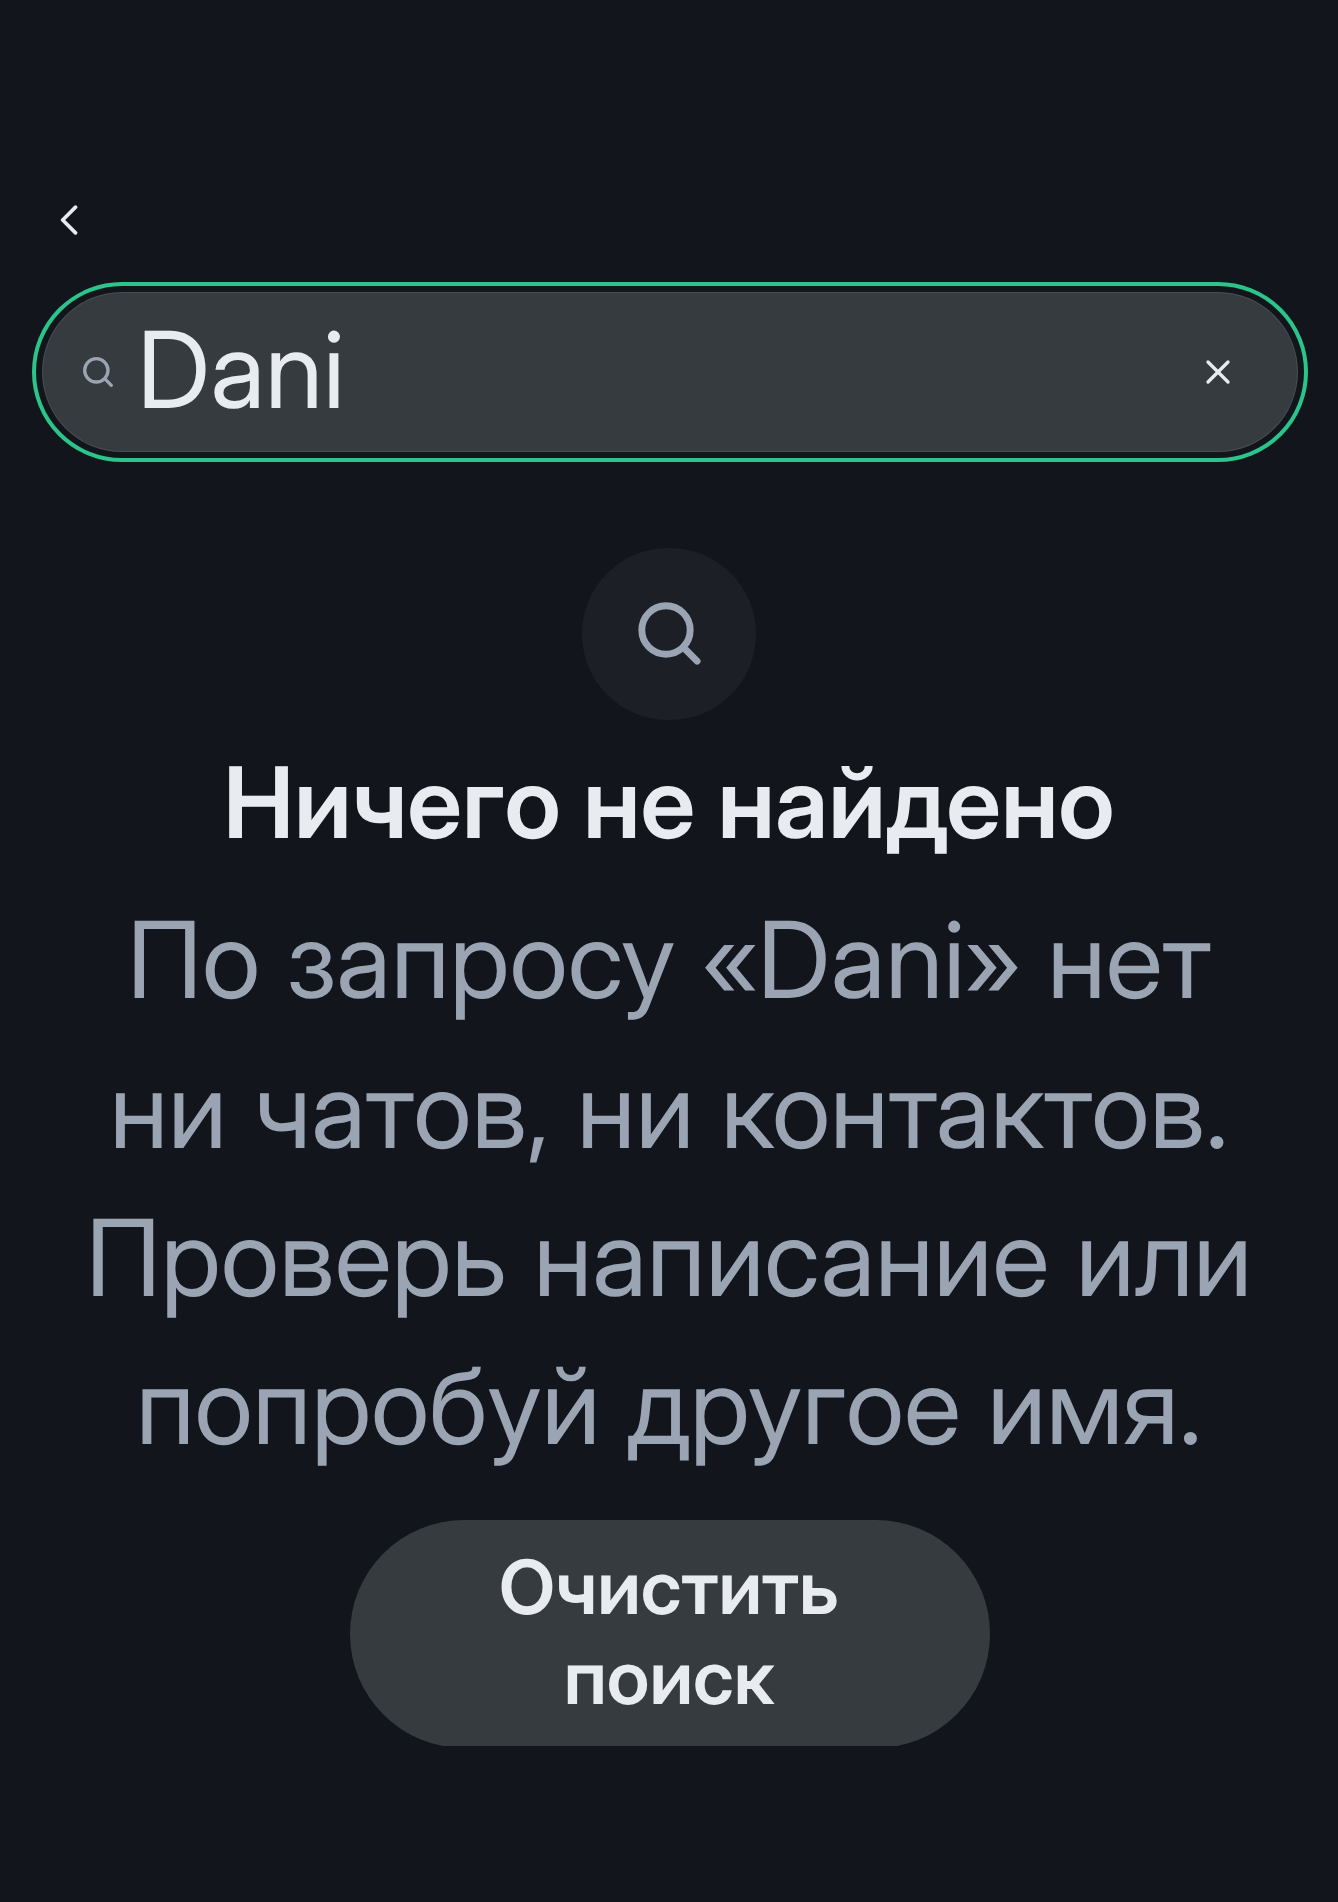 Dani
Ничего не найдено
По запросу «Dani» нет
ни чатов, ни контактов.
Проверь написание или
попробуй другое имя.
Очистить
поиск